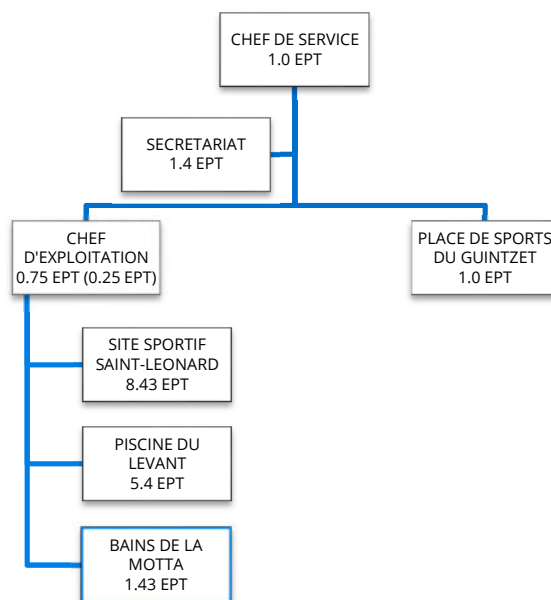 CHEF DE SERVICE
1.0 EPT
SECRETARIAT
1.4 EPT
CHEF
D'EXPLOITATION
0.75 EPT (0.25 EPT)
PLACE DE SPORTS
DU GUINTZET
1.0 EPT
SITE SPORTIF
SAINT-LEONARD
8.43 EPT
PISCINE DU
LEVANT
5.4 EPT
BAINS DE LA
MOTTA
1.43 EPT